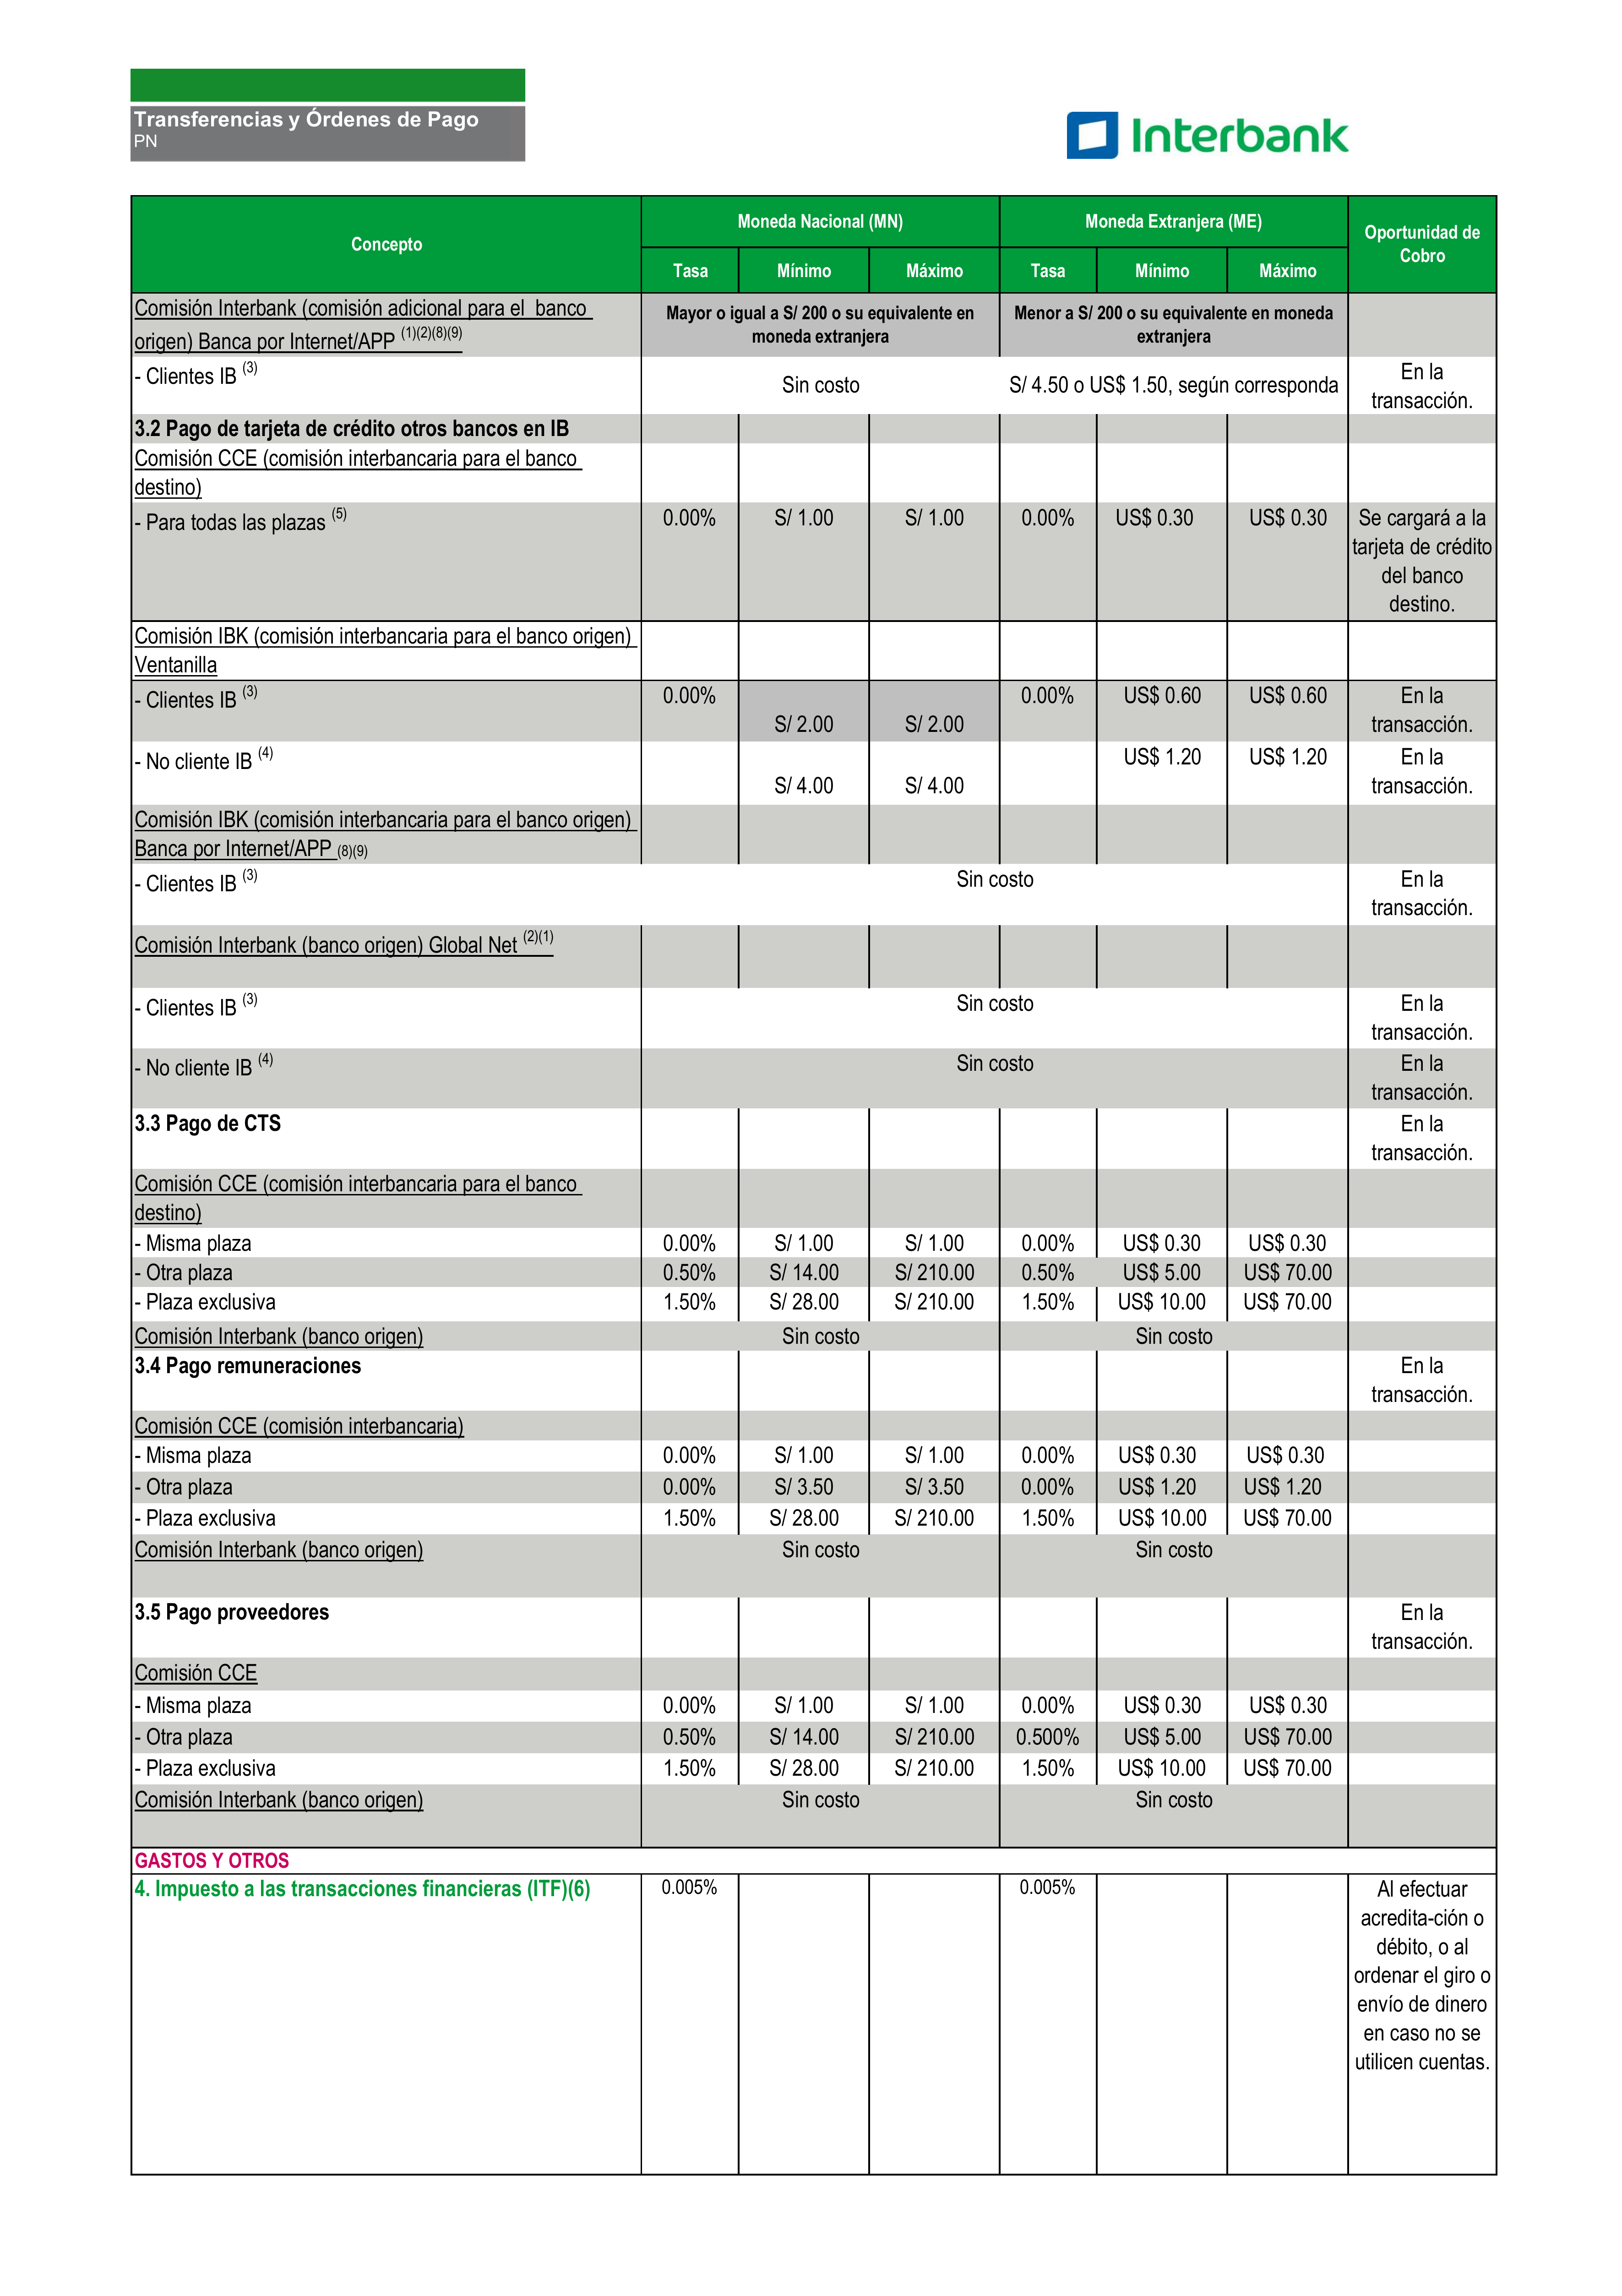 Transferencias y Órdenes de Pago
PN
Interbank
Concepto
Moneda Nacional (MN)
Moneda Extranjera (ME)
Oportunidad de
Cobro
Tasa Mínimo Máximo Tasa Mínimo Máximo
Comisión Interbank (comisión adicional para el banco
origen) Banca por Internet/APP (1)(2)(8)(9)
Mayor o igual a S/ 200 o su equivalente en
moneda extranjera
Menor a S/ 200 o su equivalente en moneda
extranjera
- Clientes IB (3)
Sin costo
S/ 4.50 o US$ 1.50, según corresponda
En la
transacción.
3.2 Pago de tarjeta de crédito otros bancos en IB
Comisión CCE (comisión interbancaria para el banco
destino)
- Para todas las plazas (5) 0.00% S/ 1.00 S/ 1.00 0.00% US$ 0.30 US$ 0.30 Se cargará a la
tarjeta de crédito
del banco
destino.
Comisión IBK (comisión interbancaria para el banco origen)
Ventanilla
- Clientes IB (3) 0.00% S/ 2.00 S/ 2.00 0.00% US$ 0.60 US$ 0.60 En la
transacción.
- No cliente IB (4) S/ 4.00 S/ 4.00 US$ 1.20 US$ 1.20 En la
transacción.
Comisión IBK (comisión interbancaria para el banco origen)
Banca por Internet/APP (8)(9)
- Clientes IB (3) Sin costo En la
transacción.
Comisión Interbank (banco origen) Global Net (2)(1)
- Clientes IB (3) Sin costo En la
transacción.
- No cliente IB (4) Sin costo En la
transacción.
3.3 Pago de CTS En la
transacción.
Comisión CCE (comisión interbancaria para el banco
destino)
- Misma plaza 0.00% S/ 1.00 S/ 1.00 0.00% US$ 0.30 US$ 0.30
- Otra plaza 0.50% S/ 14.00 S/ 210.00 0.50% US$ 5.00 US$ 70.00
- Plaza exclusiva 1.50% S/ 28.00 S/ 210.00 1.50% US$ 10.00 US$ 70.00
Comisión Interbank (banco origen) Sin costo Sin costo
3.4 Pago remuneraciones En la
transacción.
Comisión CCE (comisión interbancaria)
- Misma plaza 0.00% S/ 1.00 S/ 1.00 0.00% US$ 0.30 US$ 0.30
- Otra plaza 0.00% S/ 3.50 S/ 3.50 0.00% US$ 1.20 US$ 1.20
- Plaza exclusiva 1.50% S/ 28.00 S/ 210.00 1.50% US$ 10.00 US$ 70.00
Comisión Interbank (banco origen) Sin costo Sin costo
3.5 Pago proveedores En la
transacción.
Comisión CCE
- Misma plaza 0.00% S/ 1.00 S/ 1.00 0.00% US$ 0.30 US$ 0.30
- Otra plaza 0.50% S/ 14.00 S/ 210.00 0.500% US$ 5.00 US$ 70.00
- Plaza exclusiva 1.50% S/ 28.00 S/ 210.00 1.50% US$ 10.00 US$ 70.00
Comisión Interbank (banco origen) Sin costo Sin costo
GASTOS Y OTROS
4. Impuesto a las transacciones financieras (ITF)(6) 0.005% 0.005% Al efectuar
acredita-ción o
débito, o al
ordenar el giro o
envío de dinero
en caso no se
utilicen cuentas.